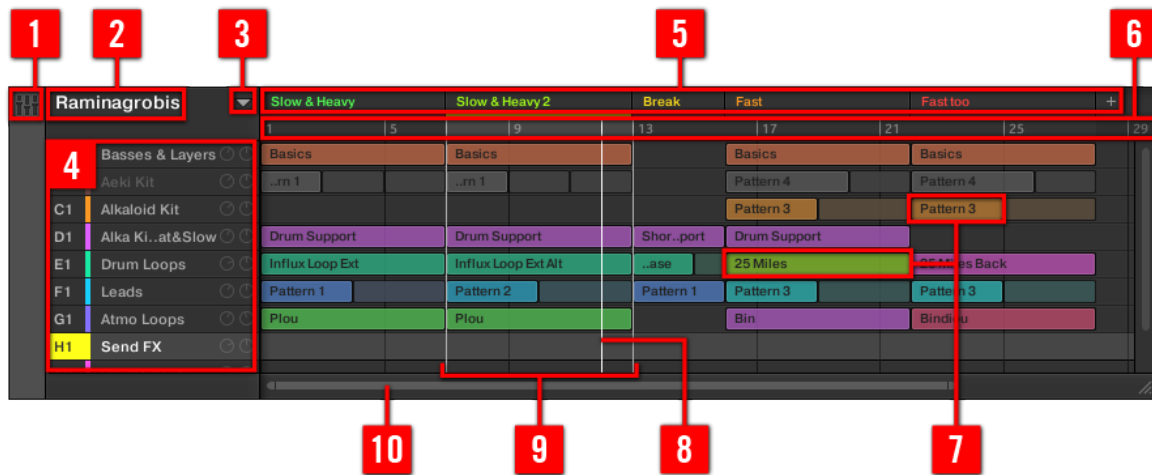 1 2 3 5 6
Raminagrobis
Slow & Heavy Slow & Heavy 2 Break Fast Fast too +
1 5 9 13 17 21 25 29
4
Basses & Layers Basics Basics Basics Basics
Aeki Kit ..rn 1 ..rn 1 Pattern 4 Pattern 4
C1 Alkaloid Kit Pattern 3 Pattern 3
D1 Alka Ki..at&Slow Drum Support Drum Support Shor..port Drum Support
E1 Drum Loops Influx Loop Ext Influx Loop Ext Alt ..ase 25 Miles 25 Miles Back
F1 Leads Pattern 1 Pattern 2 Pattern 1 Pattern 3 Pattern 3
G1 Atmo Loops Plou Plou Bin Bindiou
H1 Send FX
10 9 8 7